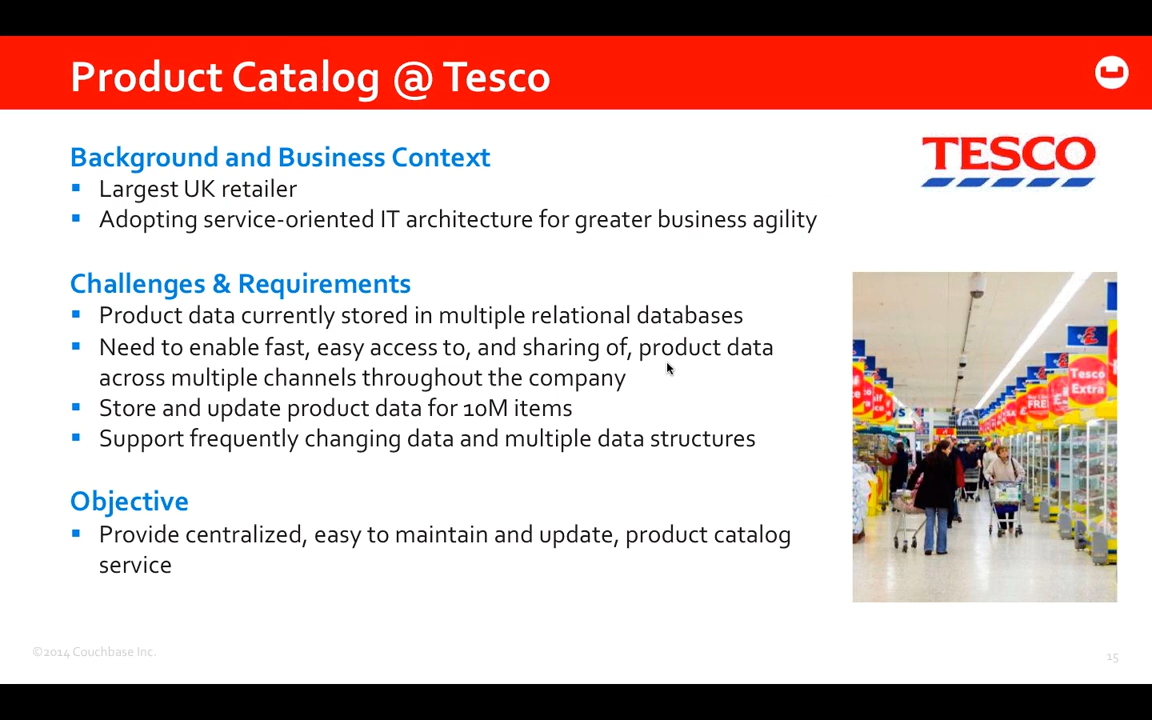 Product Catalog @ Tesco
TESCO
Background and Business Context
Largest UK retailer
Adopting service-oriented IT architecture for greater business agility
Challenges & Requirements
Product data currently stored in multiple relational databases
Need to enable fast, easy access to, and sharing of, product data
across multiple channels throughout the company
Store and update product data for 10M items
Support frequently changing data and multiple data structures
Objective
Provide centralized, easy to maintain and update, product catalog
service
Tesco
Extra
FRE
©2014 Couchbase Inc.
15